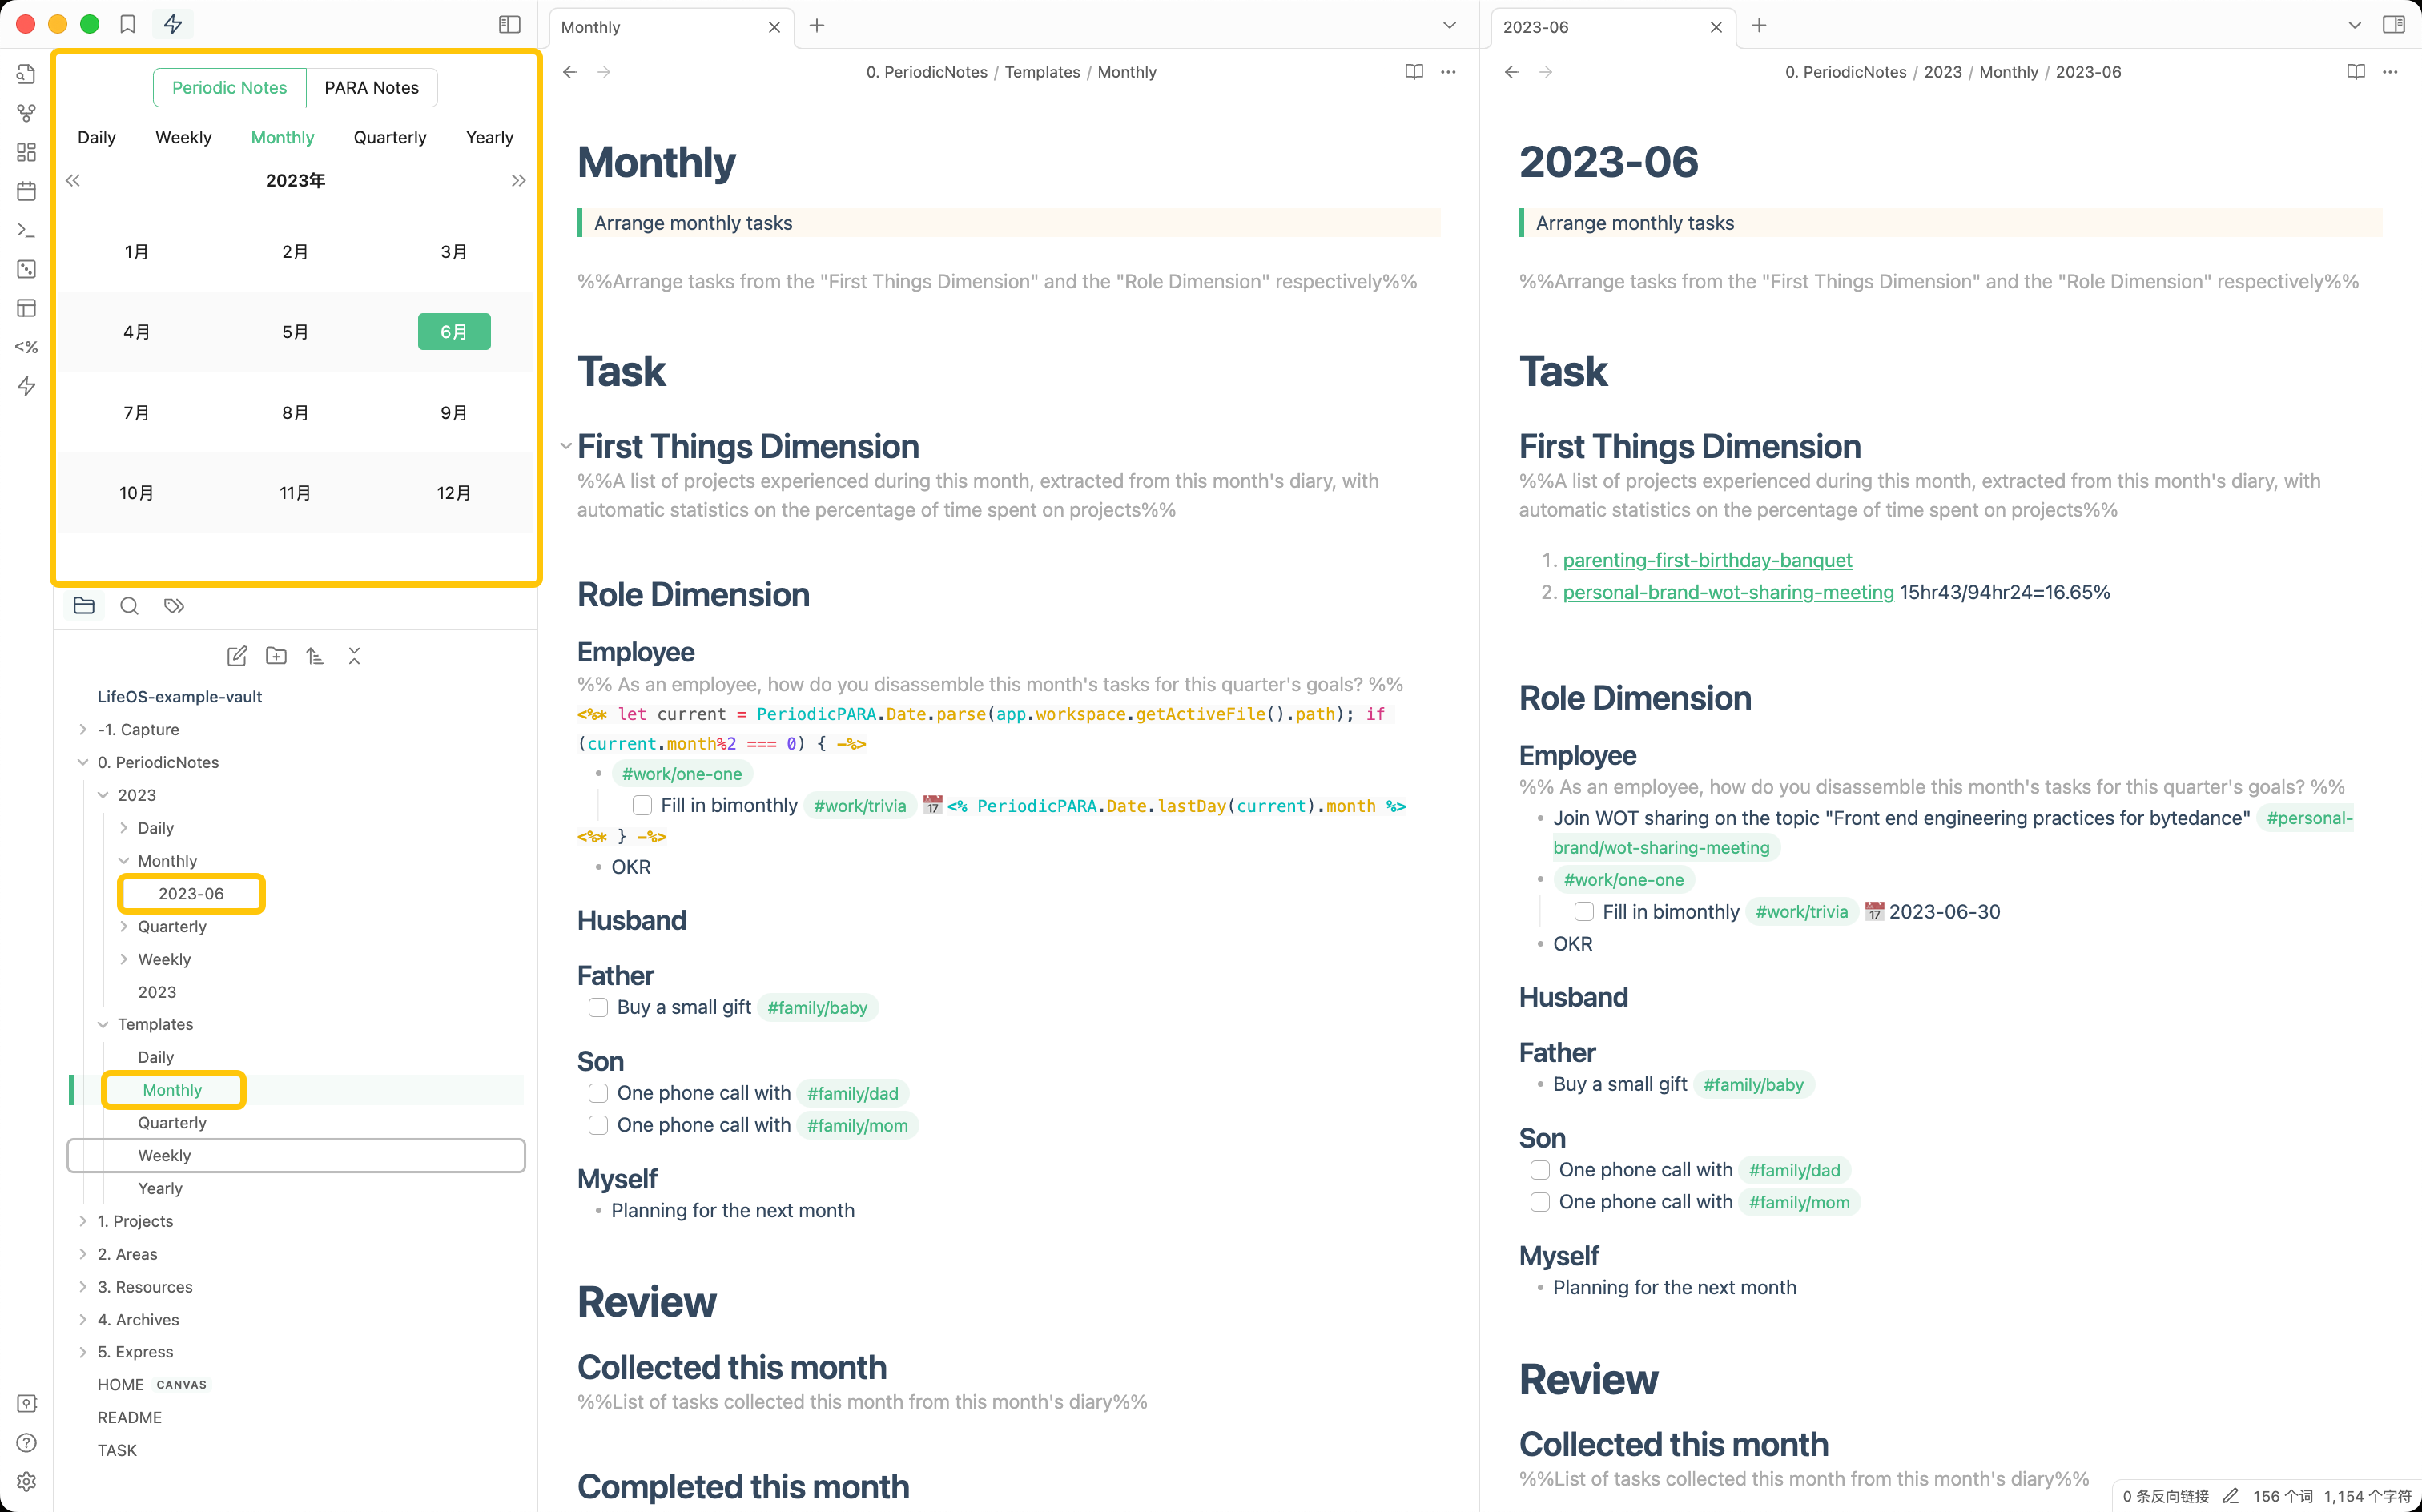 Periodic Notes PARA Notes
Daily Weekly Monthly Quarterly Yearly
2023年
1月 2月 3月
4月 5月 6月
7月 8月 9月
10月 11月 12月
LifeOS-example-vault
-1. Capture
0. PeriodicNotes
2023
Daily
Monthly
2023-06
Quarterly
Weekly
2023
Templates
Daily
Monthly
Quarterly
Weekly
Yearly
1. Projects
2. Areas
3. Resources
4. Archives
5. Express
HOME CANVAS
README
TASK
Monthly
0. PeriodicNotes / Templates / Monthly
Monthly
Arrange monthly tasks
%%Arrange tasks from the "First Things Dimension" and the "Role Dimension" respectively%%
Task
First Things Dimension
%%A list of projects experienced during this month, extracted from this month's diary, with
automatic statistics on the percentage of time spent on projects%%
Role Dimension
Employee
%% As an employee, how do you disassemble this month's tasks for this quarter's goals? %%
<%* let current = PeriodicPARA.Date.parse(app.workspace.getActiveFile().path); if
(current.month%2 === 0) { -%>
#work/one-one
Fill in bimonthly #work/trivia 📅 <% PeriodicPARA.Date.lastDay(current).month %>
<%* } -%>
OKR
Husband
Father
Buy a small gift #family/baby
Son
One phone call with #family/dad
One phone call with #family/mom
Myself
Planning for the next month
Review
Collected this month
%%List of tasks collected this month from this month's diary%%
Completed this month
2023-06
0. PeriodicNotes / 2023 / Monthly / 2023-06
2023-06
Arrange monthly tasks
%%Arrange tasks from the "First Things Dimension" and the "Role Dimension" respectively%%
Task
First Things Dimension
%%A list of projects experienced during this month, extracted from this month's diary, with
automatic statistics on the percentage of time spent on projects%%
1. parenting-first-birthday-banquet
2. personal-brand-wot-sharing-meeting 15hr43/94hr24=16.65%
Role Dimension
Employee
%% As an employee, how do you disassemble this month's tasks for this quarter's goals? %%
Join WOT sharing on the topic "Front end engineering practices for bytedance" #personal-
brand/wot-sharing-meeting
#work/one-one
Fill in bimonthly #work/trivia 📅 2023-06-30
OKR
Husband
Father
Buy a small gift #family/baby
Son
One phone call with #family/dad
One phone call with #family/mom
Myself
Planning for the next month
Review
Collected this month
%%List of tasks collected this month from this month's diary%%
0 条反向链接 156 个词 1,154 个字符